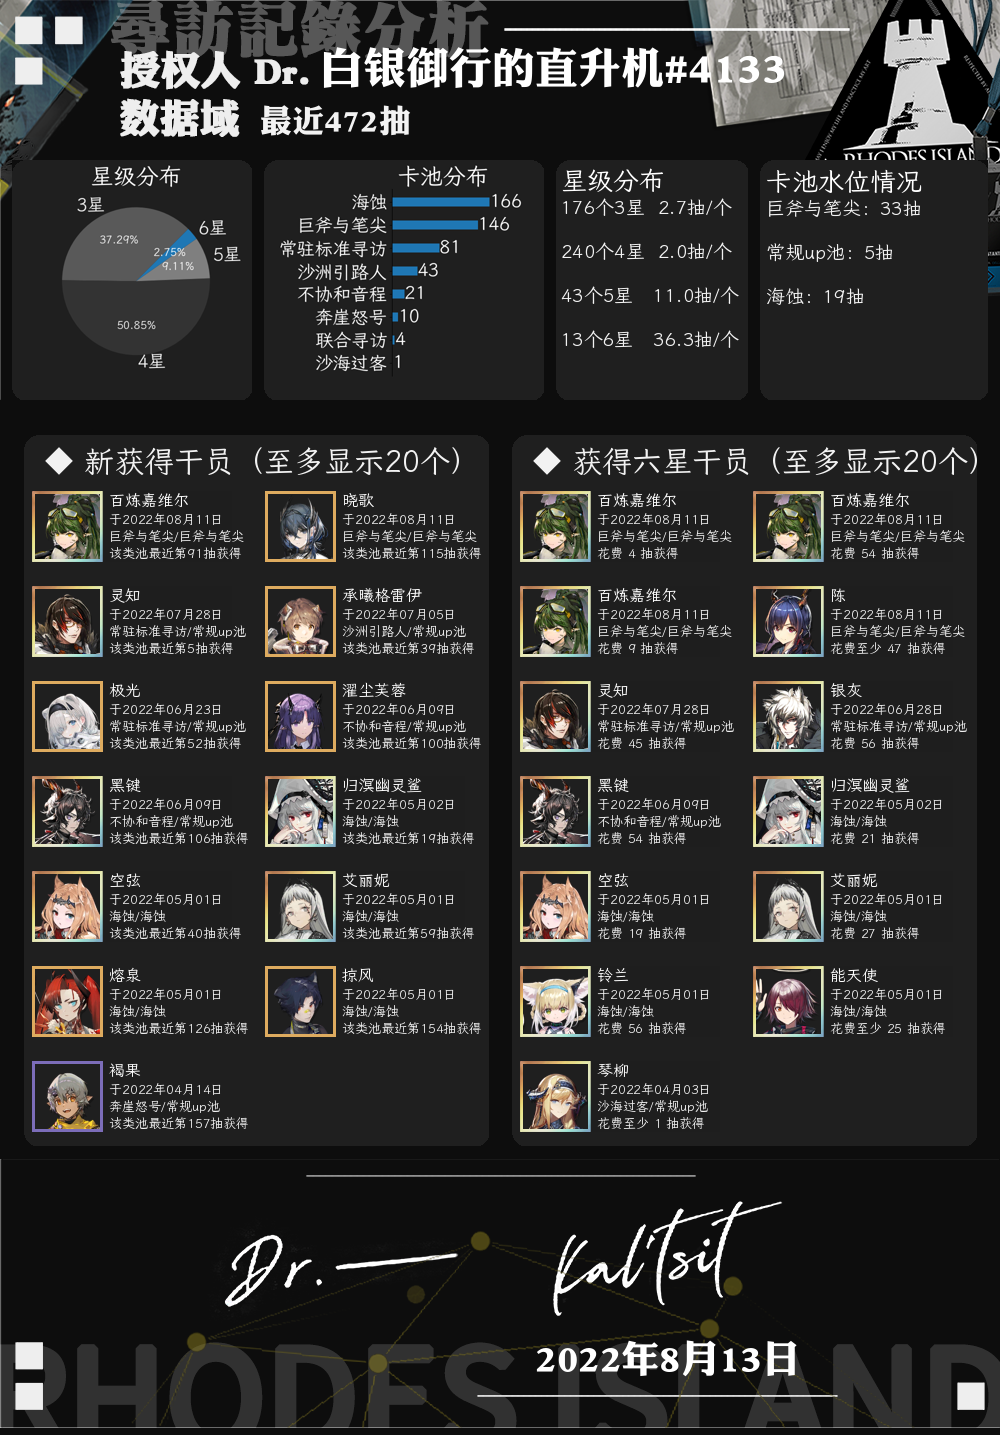 尋訪記錄分析
授权人 Dr. 白银御行的直升机#4133
数据域 最近472抽
RHODES ISLAND
星级分布
3星
6星
5星
4星
37.29%
2.75%
9.11%
50.85%
卡池分布
海蚀 166
巨斧与笔尖 146
常驻标准寻访 81
沙洲引路人 43
不协和音程 21
奔崖怒号 10
联合寻访 4
沙海过客 1
星级分布
176个3星 2.7抽/个
240个4星 2.0抽/个
43个5星 11.0抽/个
13个6星 36.3抽/个
卡池水位情况
巨斧与笔尖：33抽
常规up池：5抽
海蚀：19抽
◆ 新获得干员（至多显示20个）
百炼嘉维尔
于2022年08月11日
巨斧与笔尖/巨斧与笔尖
该类池最近第91抽获得
晓歌
于2022年08月11日
巨斧与笔尖/巨斧与笔尖
该类池最近第115抽获得
灵知
于2022年07月28日
常驻标准寻访/常规up池
该类池最近第5抽获得
承曦格雷伊
于2022年07月05日
沙洲引路人/常规up池
该类池最近第39抽获得
极光
于2022年06月23日
常驻标准寻访/常规up池
该类池最近第52抽获得
濯尘芙蓉
于2022年06月09日
不协和音程/常规up池
该类池最近第100抽获得
黑键
于2022年06月09日
不协和音程/常规up池
该类池最近第106抽获得
归溟幽灵鲨
于2022年05月02日
海蚀/海蚀
该类池最近第19抽获得
空弦
于2022年05月01日
海蚀/海蚀
该类池最近第40抽获得
艾丽妮
于2022年05月01日
海蚀/海蚀
该类池最近第59抽获得
熔泉
于2022年05月01日
海蚀/海蚀
该类池最近第126抽获得
掠风
于2022年05月01日
海蚀/海蚀
该类池最近第154抽获得
褐果
于2022年04月14日
奔崖怒号/常规up池
该类池最近第157抽获得
◆ 获得六星干员（至多显示20个）
百炼嘉维尔
于2022年08月11日
巨斧与笔尖/巨斧与笔尖
花费 4 抽获得
百炼嘉维尔
于2022年08月11日
巨斧与笔尖/巨斧与笔尖
花费 54 抽获得
百炼嘉维尔
于2022年08月11日
巨斧与笔尖/巨斧与笔尖
花费 9 抽获得
陈
于2022年08月11日
巨斧与笔尖/巨斧与笔尖
花费至少 47 抽获得
灵知
于2022年07月28日
常驻标准寻访/常规up池
花费 45 抽获得
银灰
于2022年06月28日
常驻标准寻访/常规up池
花费 56 抽获得
黑键
于2022年06月09日
不协和音程/常规up池
花费 54 抽获得
归溟幽灵鲨
于2022年05月02日
海蚀/海蚀
花费 21 抽获得
空弦
于2022年05月01日
海蚀/海蚀
花费 19 抽获得
艾丽妮
于2022年05月01日
海蚀/海蚀
花费 27 抽获得
铃兰
于2022年05月01日
海蚀/海蚀
花费 56 抽获得
能天使
于2022年05月01日
海蚀/海蚀
花费至少 25 抽获得
琴柳
于2022年04月03日
沙海过客/常规up池
花费至少 1 抽获得
Dr.— Kal'tsit
2022年8月13日
RHODES ISLAND